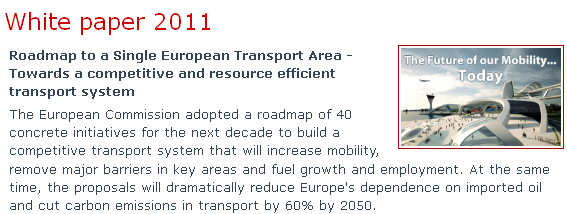 White paper 2011
Roadmap to a Single European Transport Area -
Towards a competitive and resource efficient
transport system
The Future of our Mobility...
Today
The European Commission adopted a roadmap of 40
concrete initiatives for the next decade to build a
competitive transport system that will increase mobility,
remove major barriers in key areas and fuel growth and employment. At the same
time, the proposals will dramatically reduce Europe's dependence on imported oil
and cut carbon emissions in transport by 60% by 2050.